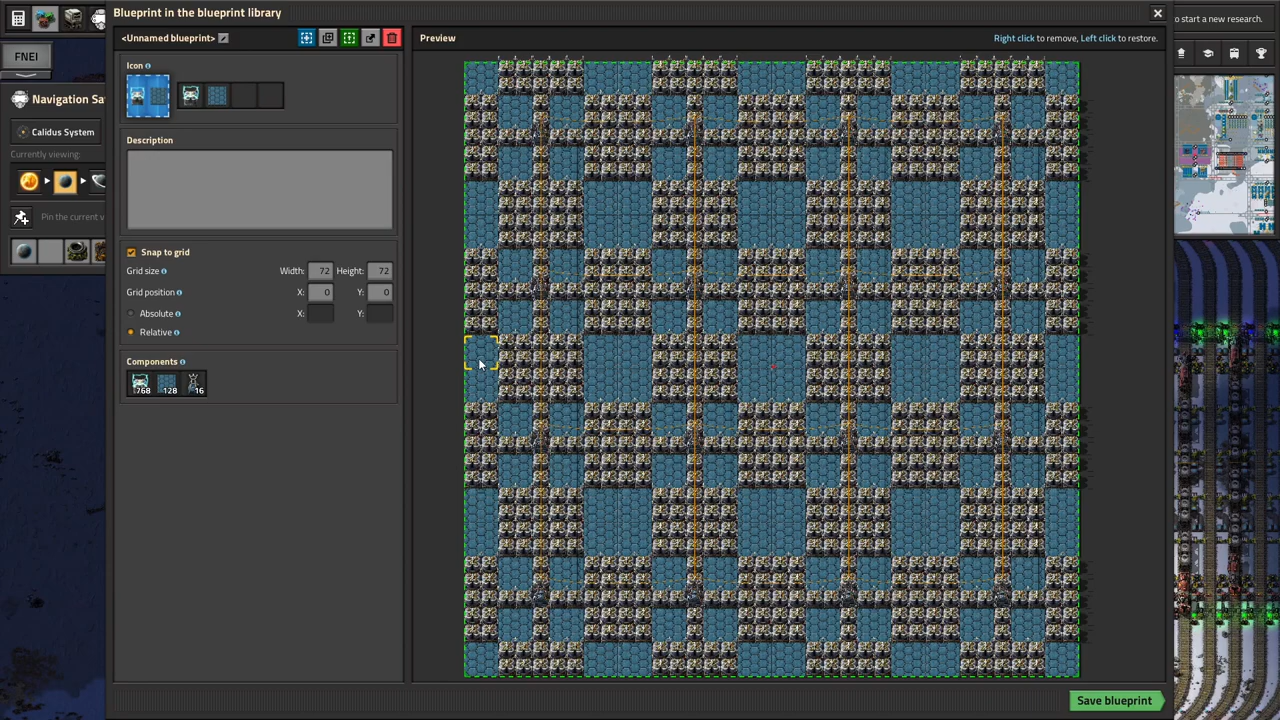 Blueprint in the blueprint library
to start a new research.
<Unnamed blueprint>
Preview
Right click to remove, Left click to restore.
FNEI
Icon
Navigation Sa
Calidus System
Description
Currently viewing:
Pin the current v
Snap to grid
Grid size
Width: 72 Height: 72
Grid position
X: 0 Y: 0
Absolute
X: Y:
Relative
Components
768 128 16
Save blueprint